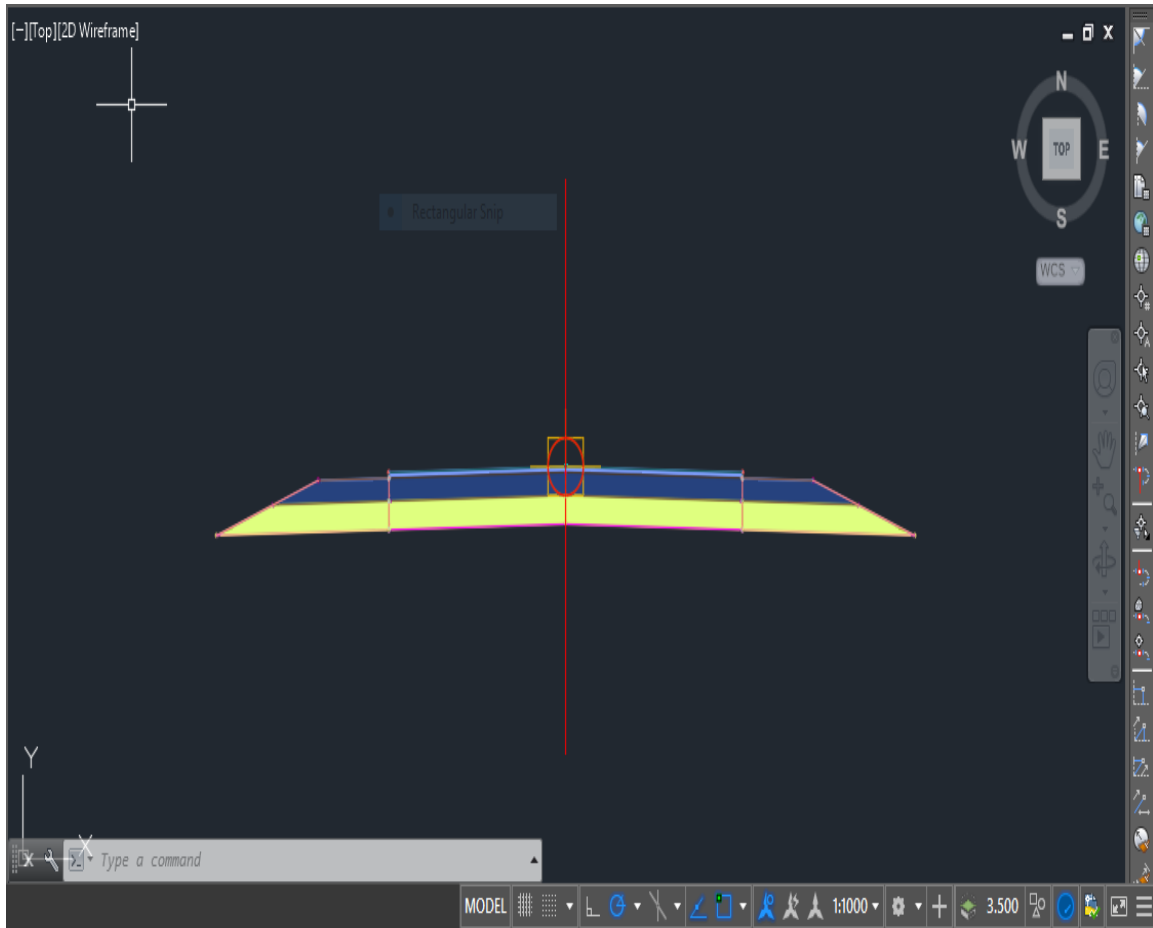 [−][Top][2D Wireframe]
N
W
TOP
E
S
WCS
Rectangular Snip
Y
X
Type a command
MODEL
1:1000
3.500